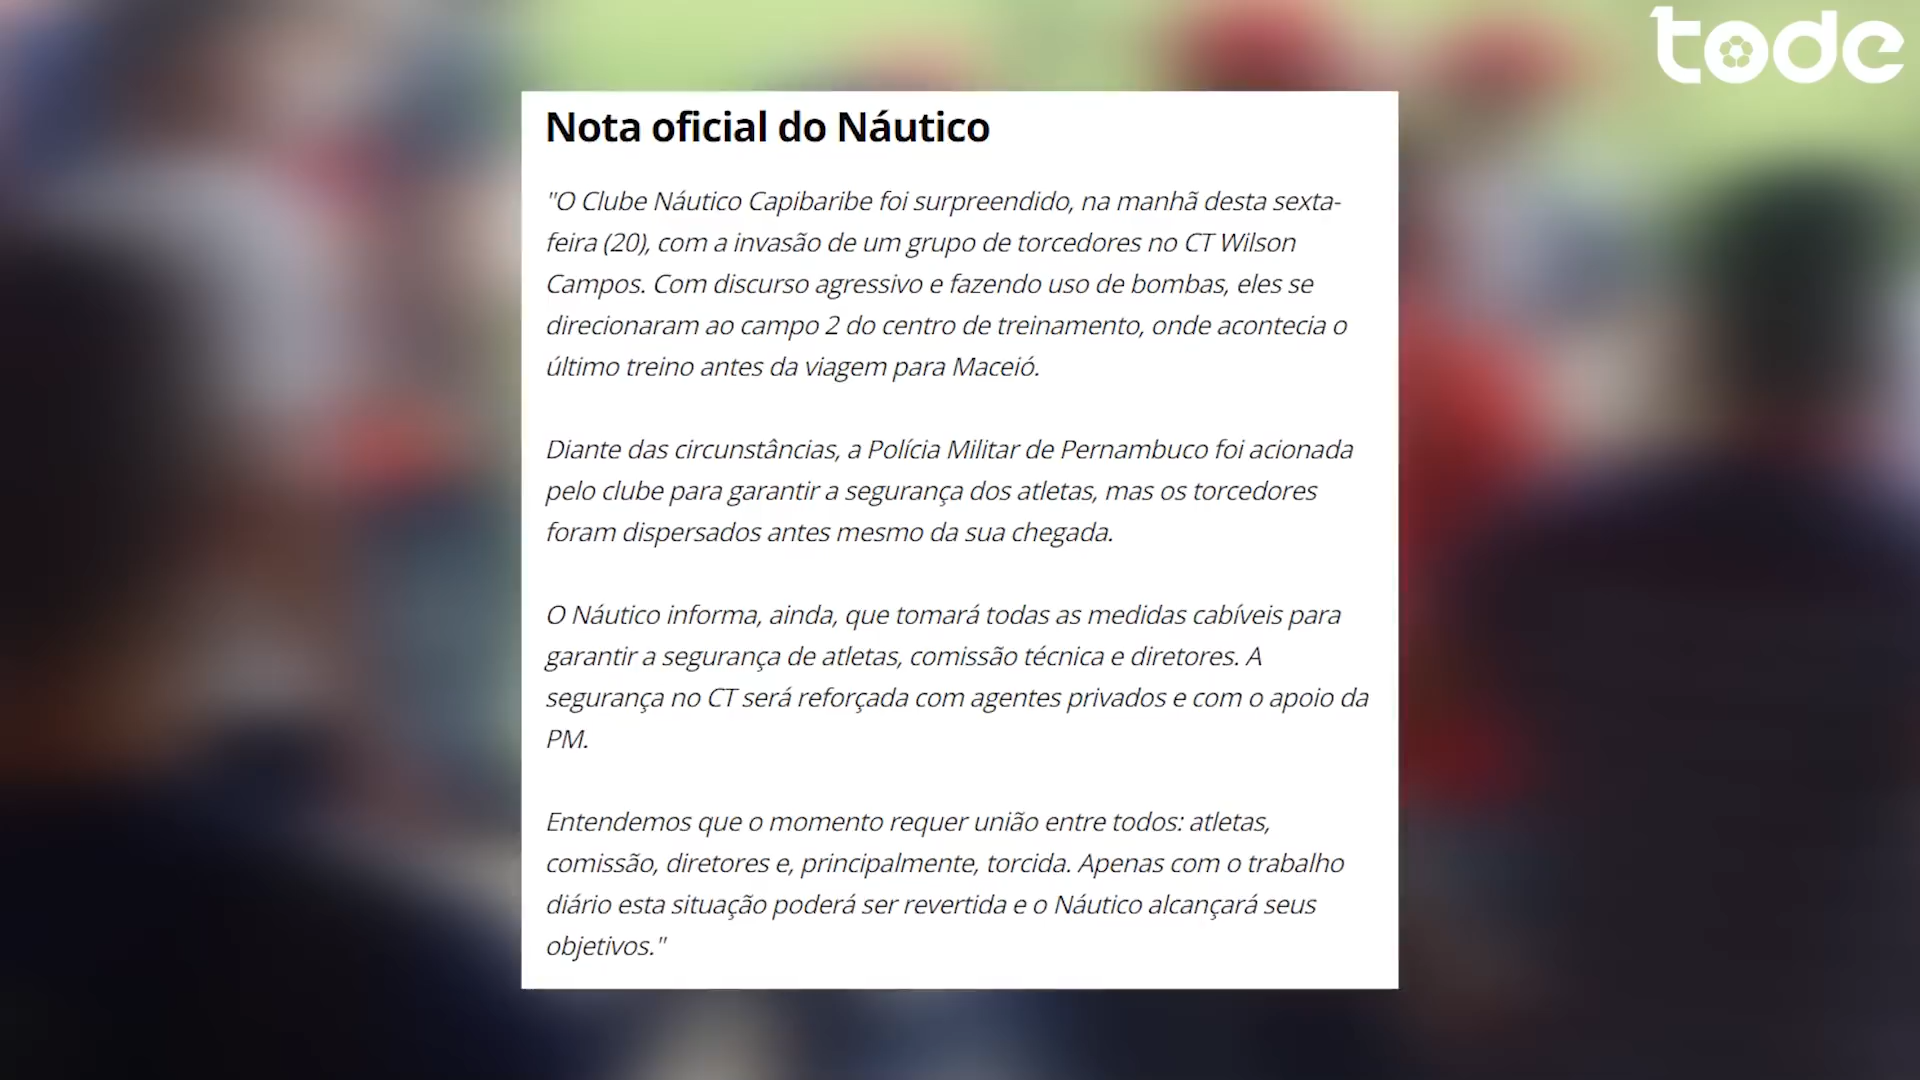 tode
Nota oficial do Náutico
"O Clube Náutico Capibaribe foi surpreendido, na manhã desta sexta-
feira (20), com a invasão de um grupo de torcedores no CT Wilson
Campos. Com discurso agressivo e fazendo uso de bombas, eles se
direcionaram ao campo 2 do centro de treinamento, onde acontecia o
último treino antes da viagem para Maceió.
Diante das circunstâncias, a Polícia Militar de Pernambuco foi acionada
pelo clube para garantir a segurança dos atletas, mas os torcedores
foram dispersados antes mesmo da sua chegada.
O Náutico informa, ainda, que tomará todas as medidas cabíveis para
garantir a segurança de atletas, comissão técnica e diretores. A
segurança no CT será reforçada com agentes privados e com o apoio da
PM.
Entendemos que o momento requer união entre todos: atletas,
comissão, diretores e, principalmente, torcida. Apenas com o trabalho
diário esta situação poderá ser revertida e o Náutico alcançará seus
objetivos."